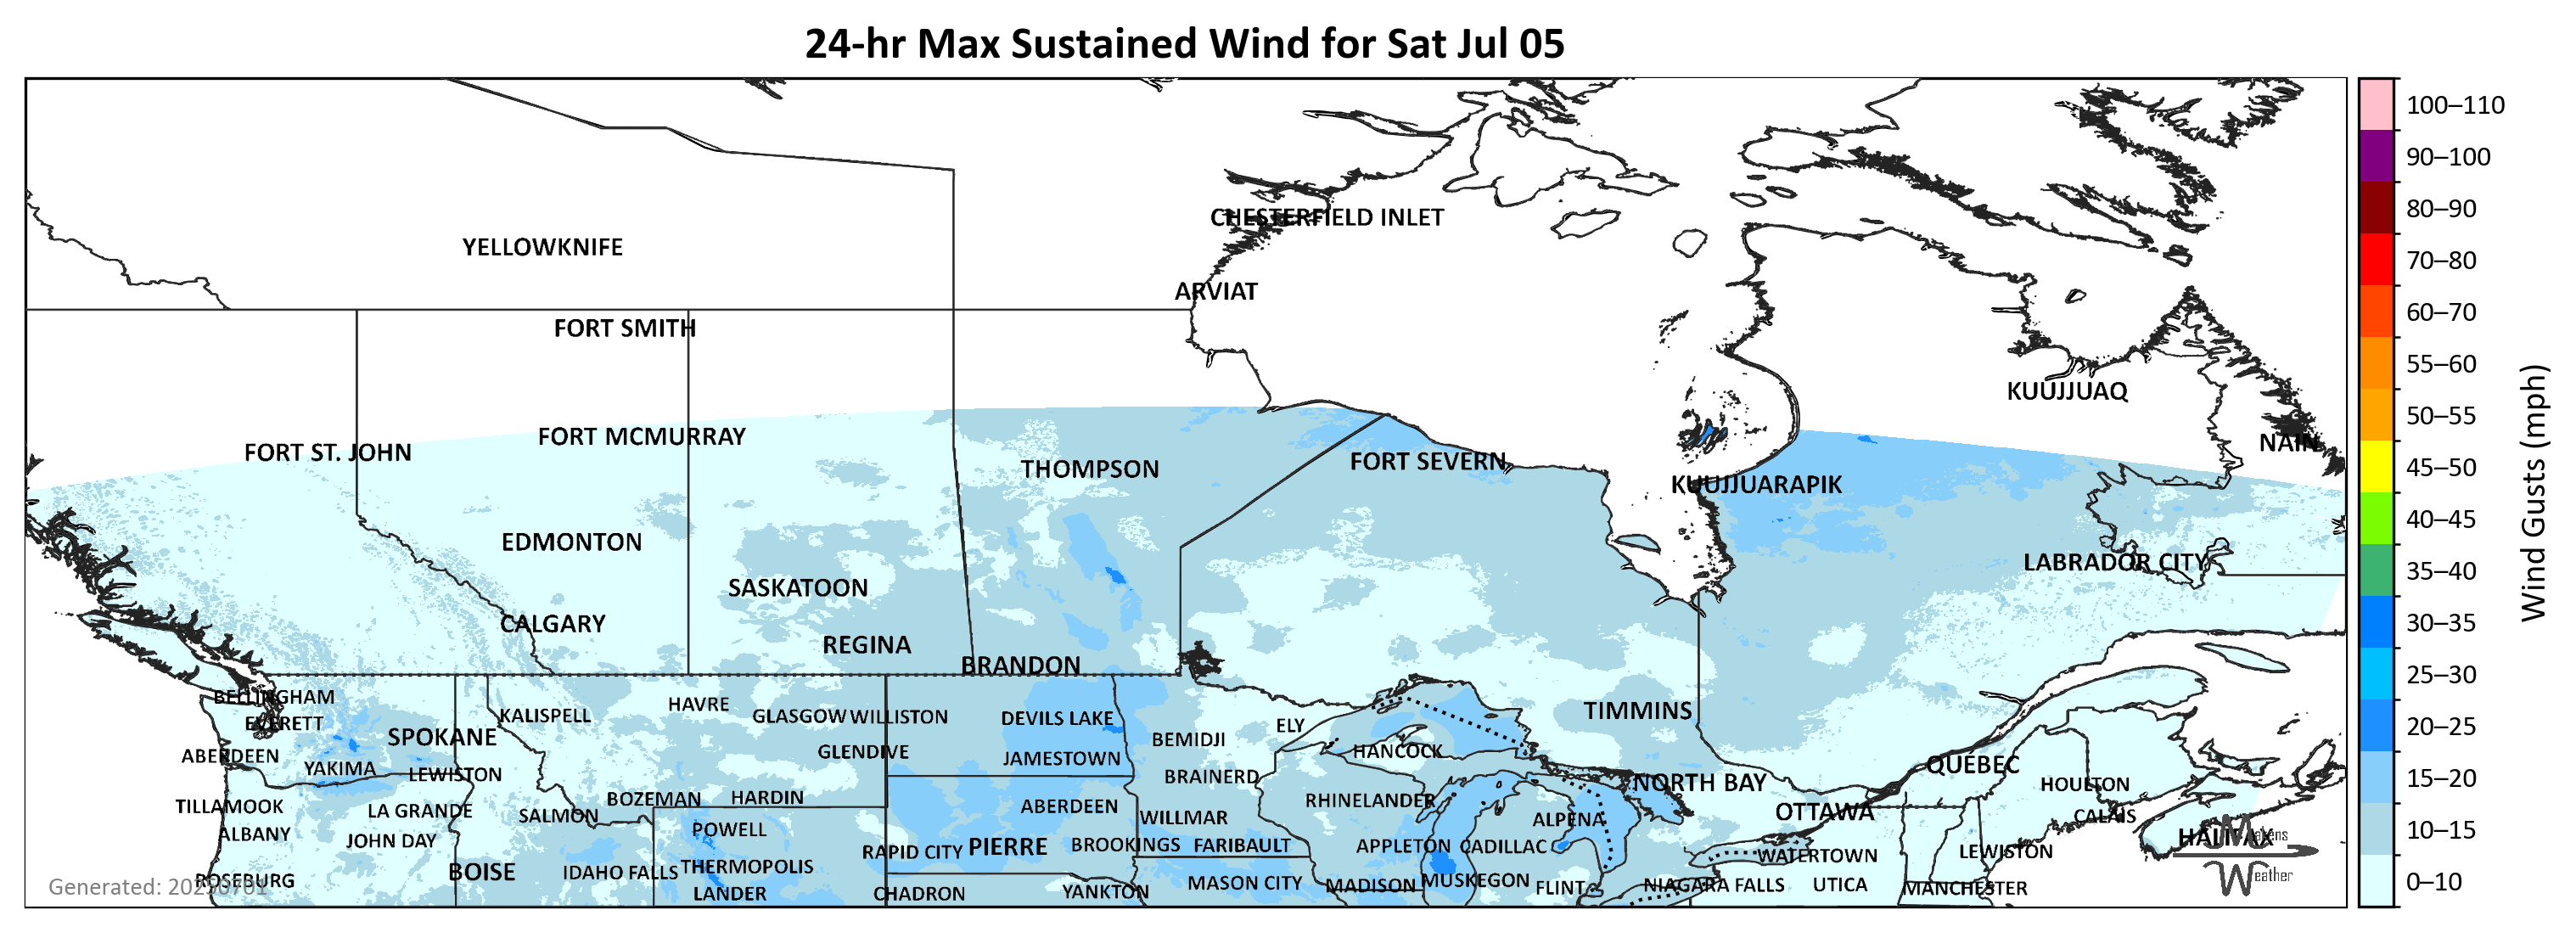 24-hr Max Sustained Wind for Sat Jul 05
100–110
90–100
80–90
70–80
60–70
55–60
50–55
45–50
40–45
35–40
30–35
25–30
20–25
15–20
10–15
0–10
Wind Gusts (mph)
CHESTERFIELD INLET
YELLOWKNIFE
ARVIAT
FORT SMITH
KUUJJUAQ
FORT MCMURRAY
NAIN
FORT ST. JOHN
FORT SEVERN
THOMPSON
KUUJJUARAPIK
EDMONTON
LABRADOR CITY
SASKATOON
CALGARY
REGINA
BRANDON
BELLINGHAM
HAVRE
TIMMINS
KALISPELL
GLASGOW WILLISTON
DEVILS LAKE
EVERETT
ELY
SPOKANE
BEMIDJI
HANCOCK
GLENDIVE
ABERDEEN
JAMESTOWN
QUÉBEC
YAKIMA
LEWISTON
BRAINERD
NORTH BAY
HOULTON
BOZEMAN
HARDIN
RHINELANDER
TILLAMOOK
ABERDEEN
LA GRANDE
OTTAWA
SALMON
CALAIS
WILLMAR
ALPENA
POWELL
ALBANY
HALIFAX
JOHN DAY
PIERRE
BROOKINGS
FARIBAULT
APPLETON
CADILLAC
RAPID CITY
LEWISTON
WATERTOWN
THERMOPOLIS
BOISE
IDAHO FALLS
ROSEBURG
MUSKEGON
MASON CITY
MADISON
NIAGARA FALLS
UTICA
FLINT
MANCHESTER
YANKTON
LANDER
CHADRON
Generated: 20250701
Makens
Weather